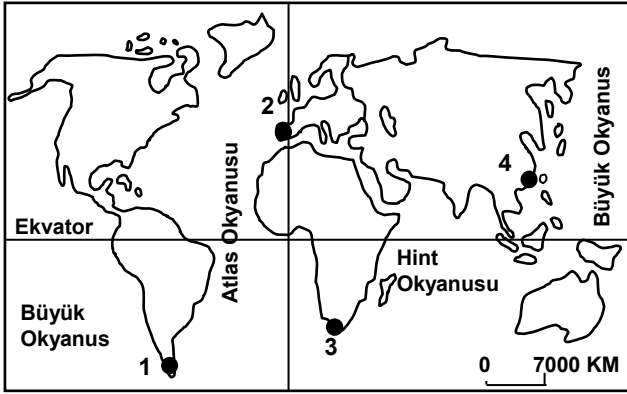 2
Atlas Okyanusu
4
Büyük Okyanus
Ekvator
Hint
Okyanusu
Büyük
Okyanus
1
3
0 7000 KM